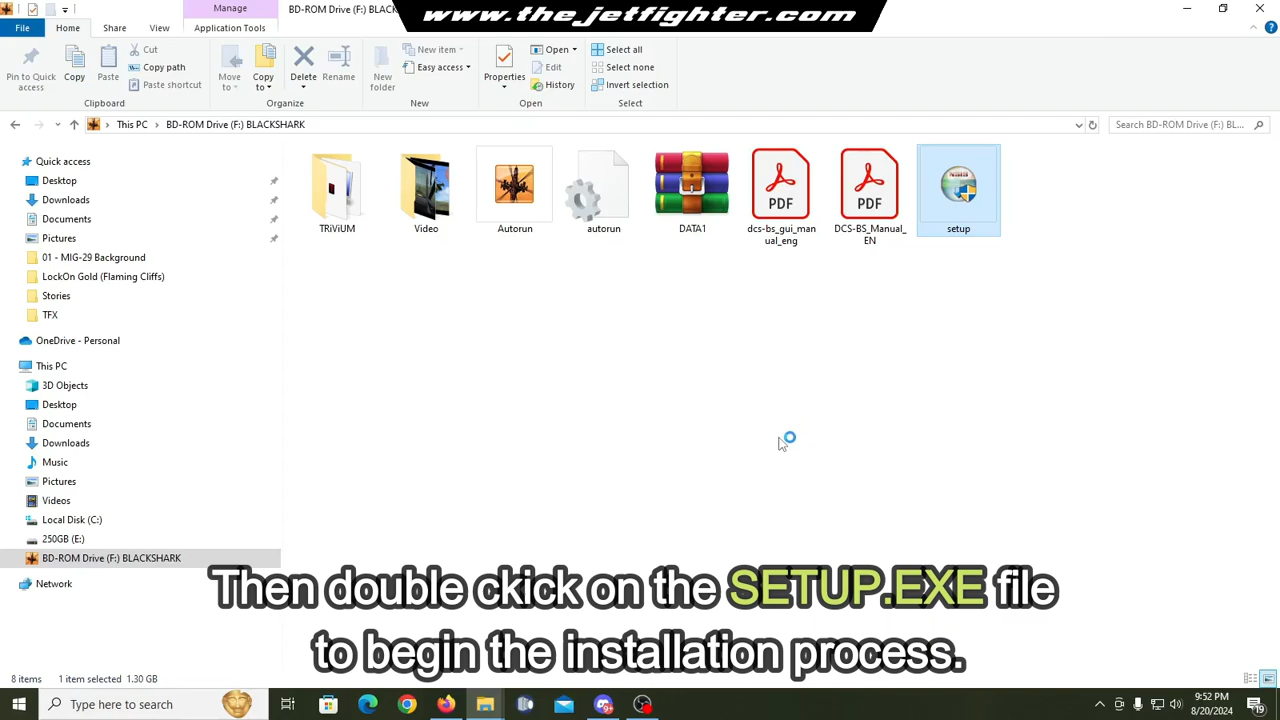 Manage
BD-ROM Drive (F:) BLACK
www.thejetfighter.com
File
Home
Share
View
Application Tools
Pin to Quick access
Copy
Paste
Cut
Copy path
Paste shortcut
Clipboard
Move to
Copy to
Delete
Rename
Organize
New folder
New item
Easy access
New
Properties
Open
Edit
History
Open
Select all
Select none
Invert selection
Select
This PC > BD-ROM Drive (F:) BLACKSHARK
Search BD-ROM Drive (F:) BL...
Quick access
Desktop
Downloads
Documents
Pictures
01 - MIG-29 Background
LockOn Gold (Flaming Cliffs)
Stories
TFX
OneDrive - Personal
This PC
3D Objects
Desktop
Documents
Downloads
Music
Pictures
Videos
Local Disk (C:)
250GB (E:)
BD-ROM Drive (F:) BLACKSHARK
Network
TRiViUM
Video
Autorun
autorun
DATA1
PDF
dcs-bs_gui_man
ual_eng
PDF
DCS-BS_Manual_
EN
setup
Then double ckick on the SETUP.EXE file
to begin the installation process.
8 items
1 item selected 1.30 GB
Type here to search
9+
9:52 PM
8/20/2024
19